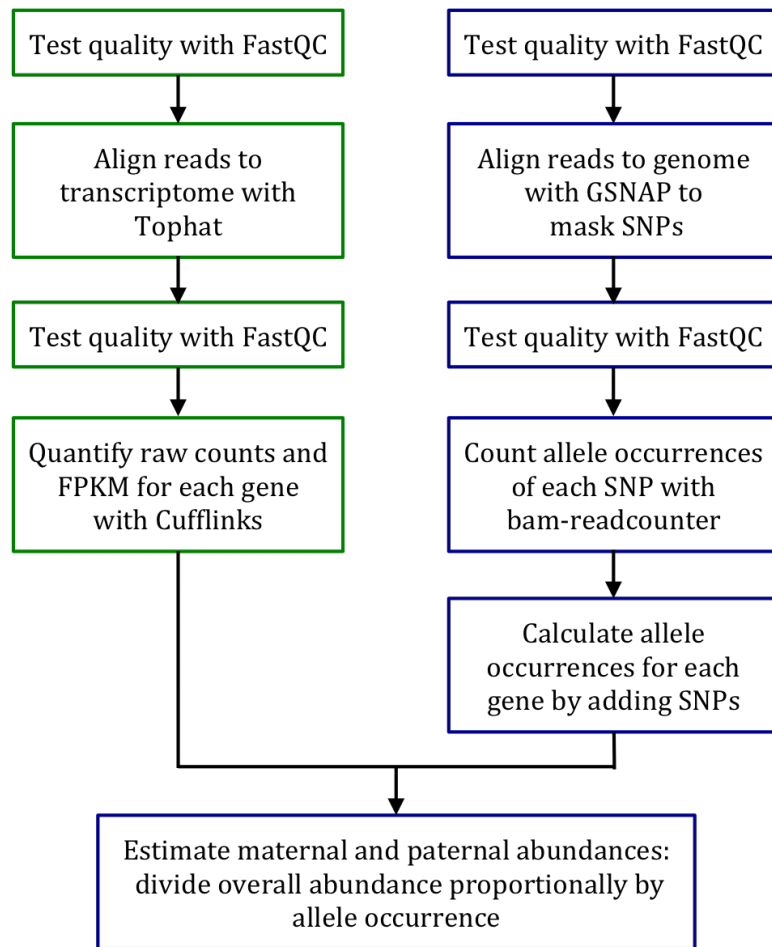 Test quality with FastQC
Align reads to
transcriptome with
Tophat
Test quality with FastQC
Quantify raw counts and
FPKM for each gene
with Cufflinks
Test quality with FastQC
Align reads to genome
with GSNAP to
mask SNPs
Test quality with FastQC
Count allele occurrences
of each SNP with
bam-readcounter
Calculate allele
occurrences for each
gene by adding SNPs
Estimate maternal and paternal abundances:
divide overall abundance proportionally by
allele occurrence